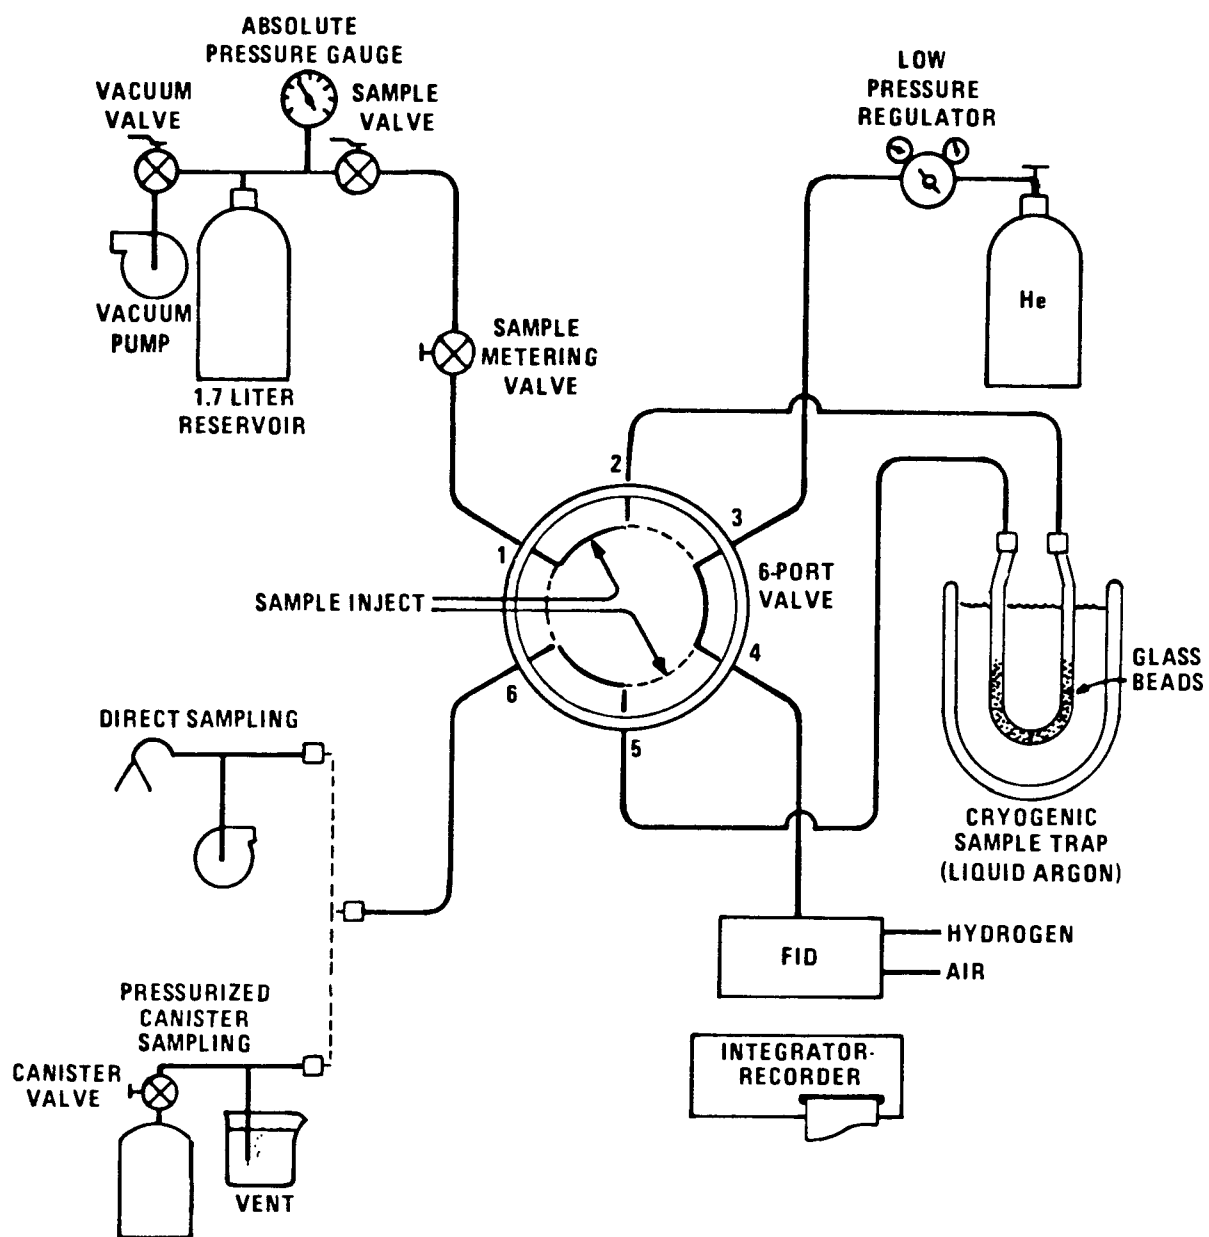 ABSOLUTE
PRESSURE GAUGE
VACUUM
VALVE
SAMPLE
VALVE
LOW
PRESSURE
REGULATOR
VACUUM
PUMP
1.7 LITER
RESERVOIR
SAMPLE
METERING
VALVE
He
2
3
1
6-PORT
VALVE
SAMPLE INJECT
4
6
5
GLASS
BEADS
CRYOGENIC
SAMPLE TRAP
(LIQUID ARGON)
DIRECT SAMPLING
FID
HYDROGEN
AIR
PRESSURIZED
CANISTER
SAMPLING
CANISTER
VALVE
VENT
INTEGRATOR-
RECORDER